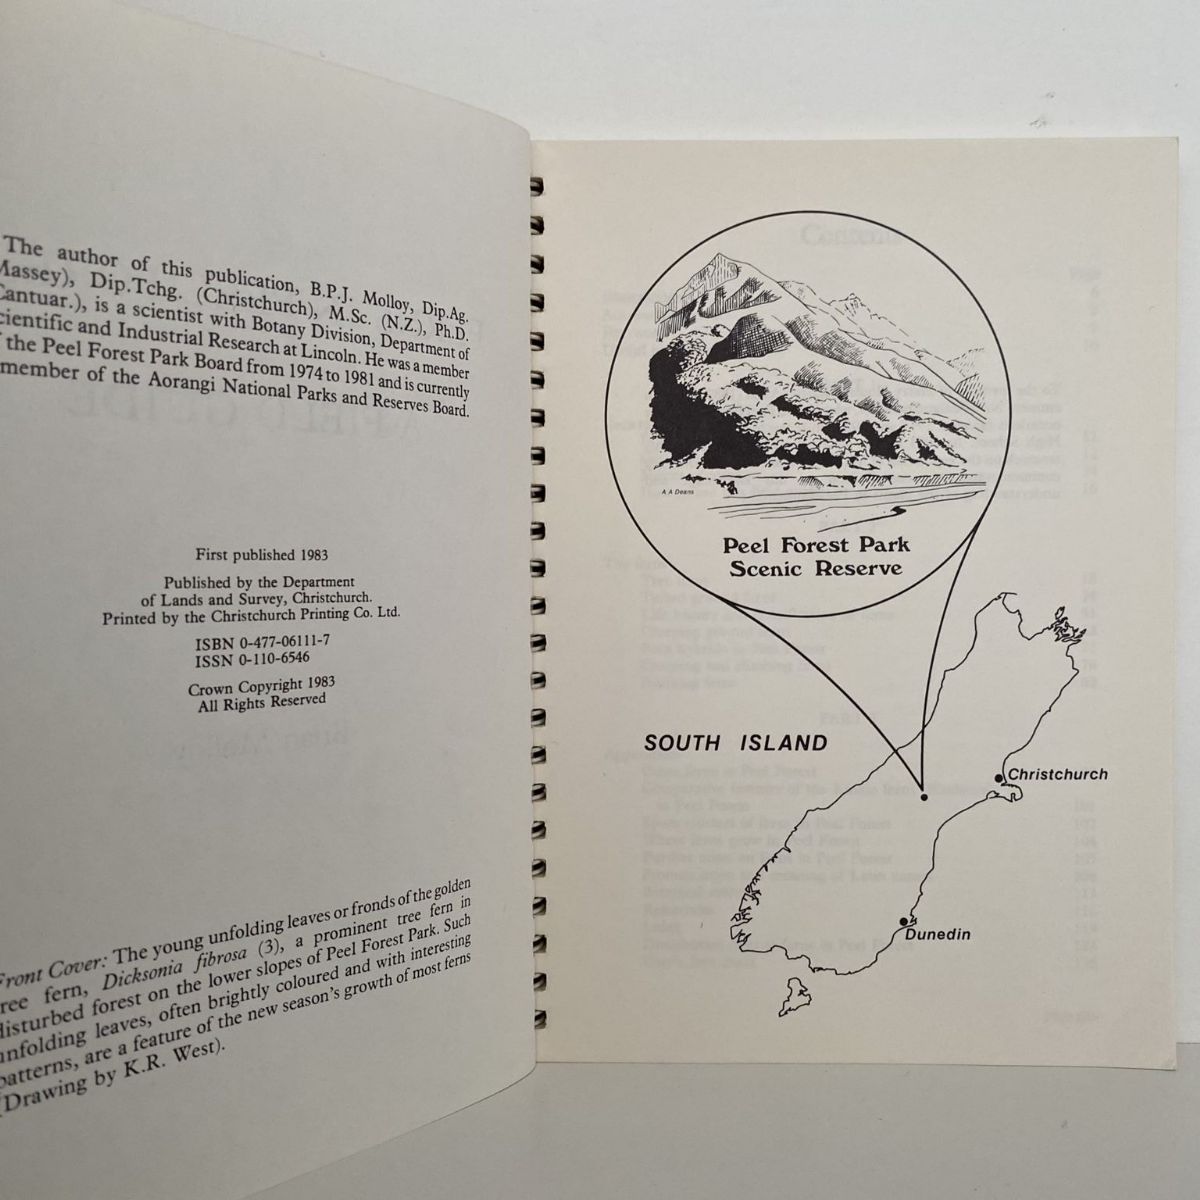 The author of this publication, B.P.J. Molloy, Dip.Ag.
Massey), Dip.Tchg. (Christchurch), M.Sc. (N.Z.), Ph.D.
Cantuar.), is a scientist with Botany Division, Department of
cientific and Industrial Research at Lincoln. He was a member
f the Peel Forest Park Board from 1974 to 1981 and is currently
member of the Aorangi National Parks and Reserves Board.
First published 1983
Published by the Department
of Lands and Survey, Christchurch.
Printed by the Christchurch Printing Co. Ltd.
ISBN 0-477-06111-7
ISSN 0-110-6546
Crown Copyright 1983
All Rights Reserved
Front Cover: The young unfolding leaves or fronds of the golden
ree fern, Dicksonia fibrosa (3), a prominent tree fern in
disturbed forest on the lower slopes of Peel Forest Park. Such
unfolding leaves, often brightly coloured and with interesting
patterns, are a feature of the new season's growth of most ferns
(Drawing by K.R. West).
A A Deans
Peel Forest Park
Scenic Reserve
SOUTH ISLAND
Christchurch
Dunedin